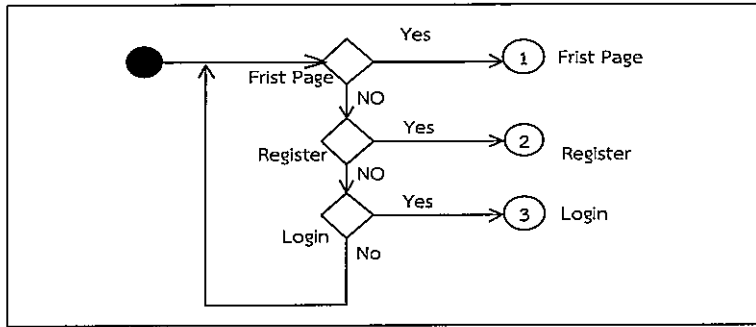 Yes
1 Frist Page
Frist Page
NO
Yes
2
Register
Register
NO
Yes
3 Login
Login
No